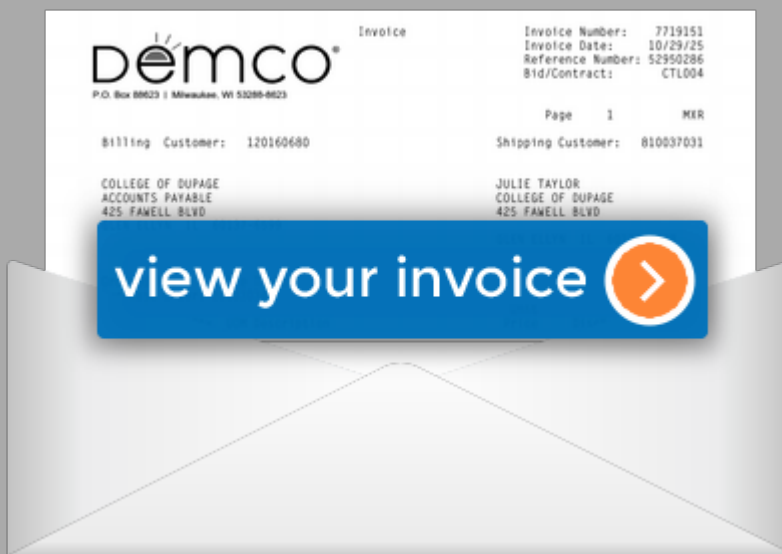 Invoice
Invoice Number: 7719151
Invoice Date: 10/29/25
Reference Number: 52950286
Bid/Contract: CTL004
Demco®
P.O. Box 88623 | Milwaukee, WI 53288-8623
Page 1 MXR
Billing Customer: 120160680
Shipping Customer: 810037031
COLLEGE OF DUPAGE
ACCOUNTS PAYABLE
425 FAWELL BLVD
JULIE TAYLOR
COLLEGE OF DUPAGE
425 FAWELL BLVD
view your invoice